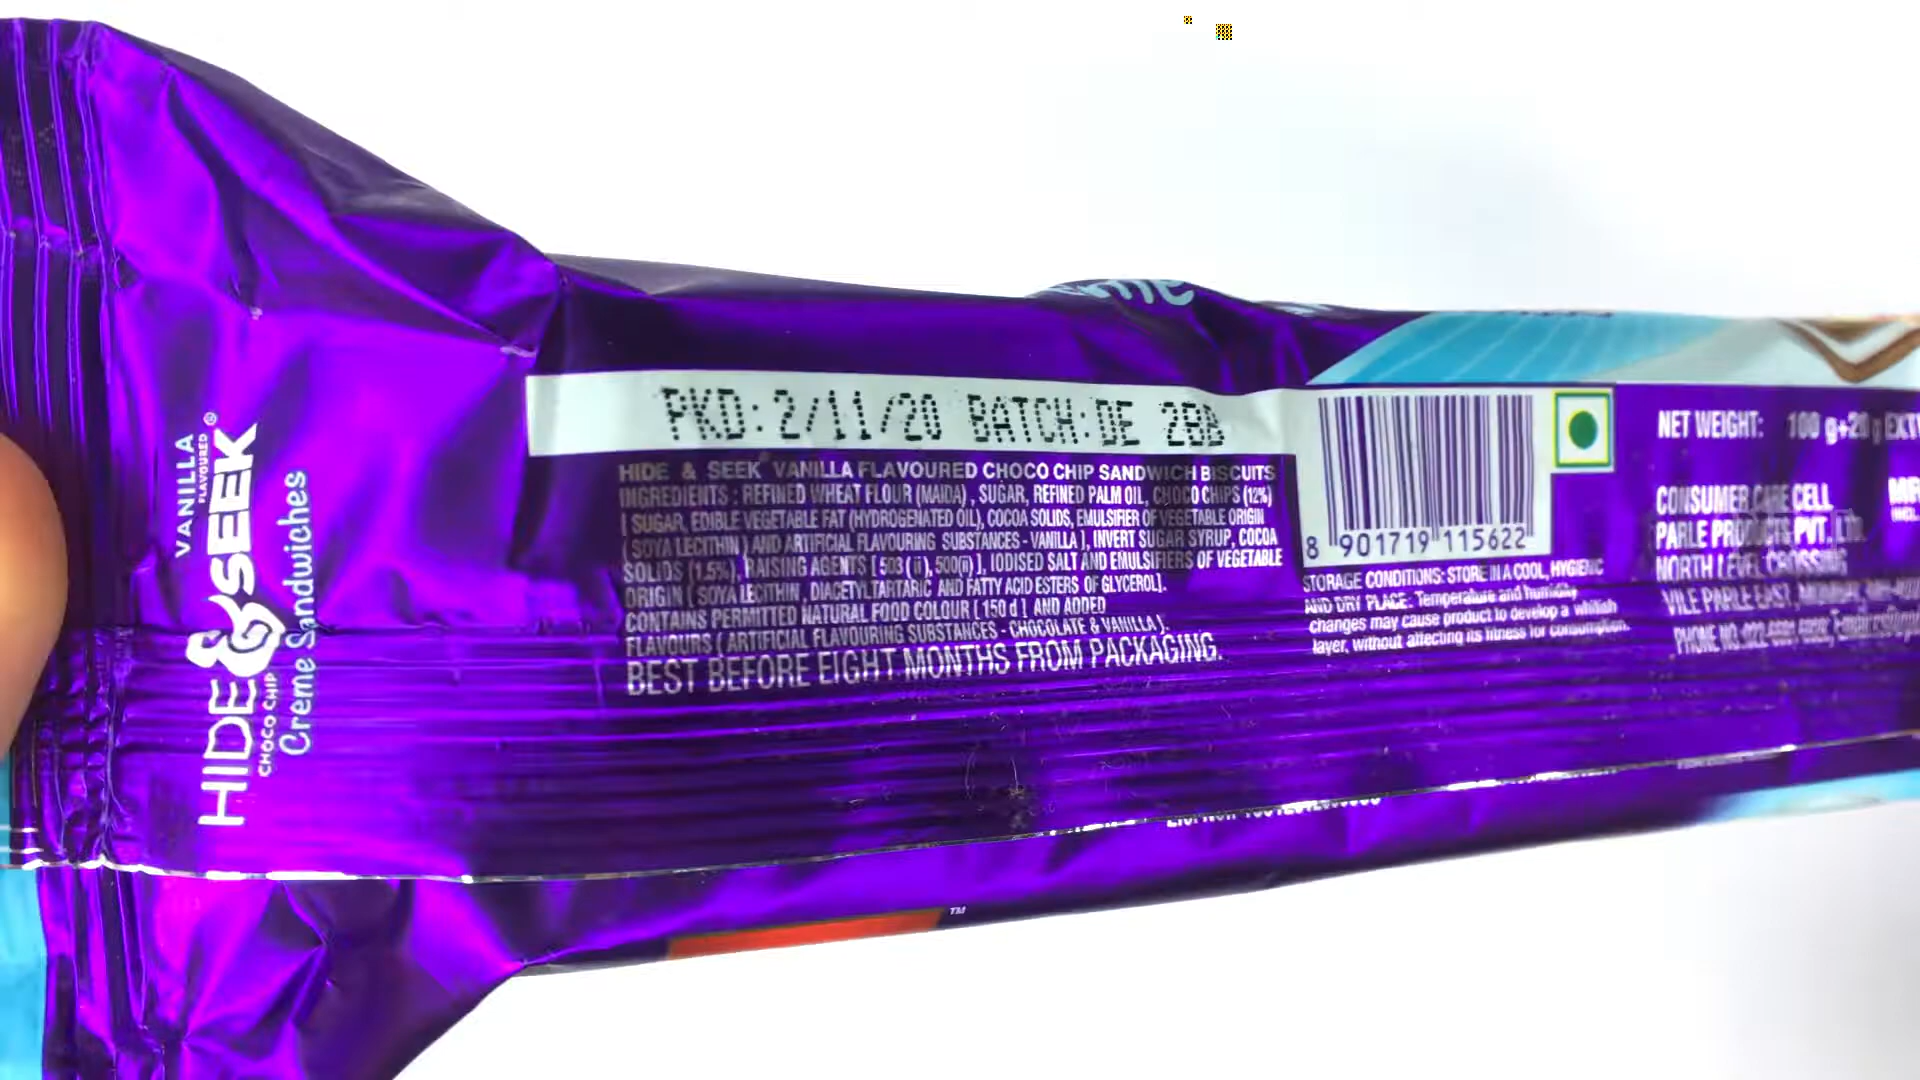 VANILLA
FLAVOURED
HIDE & SEEK®
CHOCO CHIP
Creme Sandwiches
PKD: 2/11/20 BATCH: DE 2BB
HIDE & SEEK VANILLA FLAVOURED CHOCO CHIP SANDWICH BISCUITS
INGREDIENTS : REFINED WHEAT FLOUR (MAIDA) , SUGAR, REFINED PALM OIL, CHOCO CHIPS (12%)
[ SUGAR, EDIBLE VEGETABLE FAT (HYDROGENATED OIL), COCOA SOLIDS, EMULSIFIER OF VEGETABLE ORIGIN
( SOYA LECITHIN ) AND ARTIFICIAL FLAVOURING SUBSTANCES - VANILLA ], INVERT SUGAR SYRUP, COCOA
SOLIDS (1.5%), RAISING AGENTS [ 503 ( ii ), 500(ii) ], IODISED SALT AND EMULSIFIERS OF VEGETABLE
ORIGIN [ SOYA LECITHIN , DIACETYL TARTARIC AND FATTY ACID ESTERS OF GLYCEROL].
CONTAINS PERMITTED NATURAL FOOD COLOUR [ 150 d ] AND ADDED
FLAVOURS ( ARTIFICIAL FLAVOURING SUBSTANCES - CHOCOLATE & VANILLA ).
BEST BEFORE EIGHT MONTHS FROM PACKAGING.
8 901719 115622
STORAGE CONDITIONS: STORE IN A COOL, HYGIENIC
AND DRY PLACE. Temperature and humidity
changes may cause product to develop a whitish
layer, without affecting its fitness for consumption.
NET WEIGHT: 100 g+20 g
CONSUMER CARE CELL
PARLE PRODUCTS PVT. LTD.
NORTH LEVEL CROSSING
VILE PARLE EAST,
PHONE NO.
TM